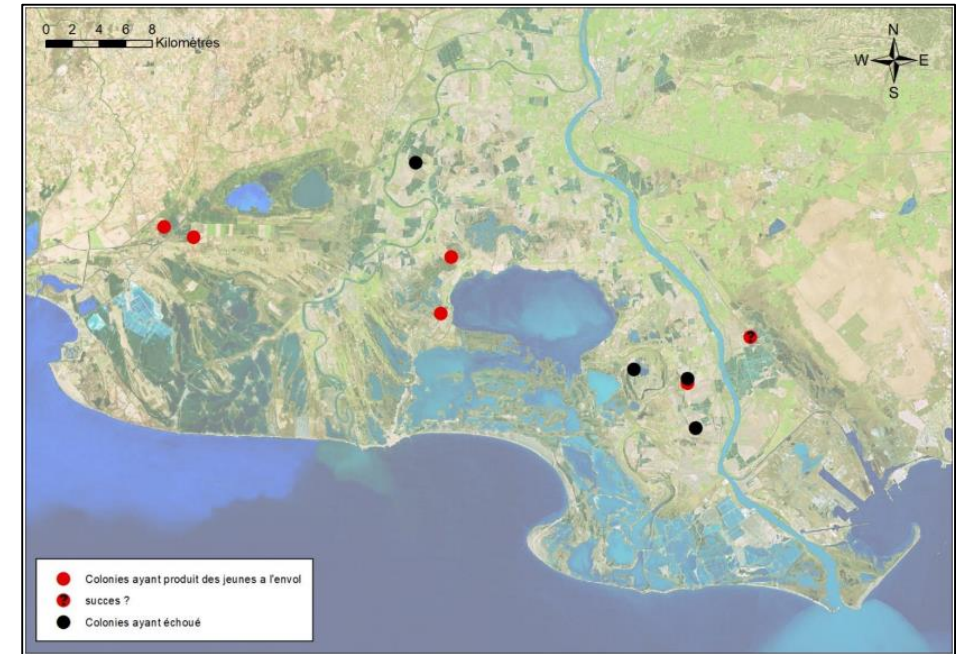 0 2 4 6 8
Kilomètres
N
W E
S
?
Colonies ayant produit des jeunes a l'envol
? succes ?
Colonies ayant échoué